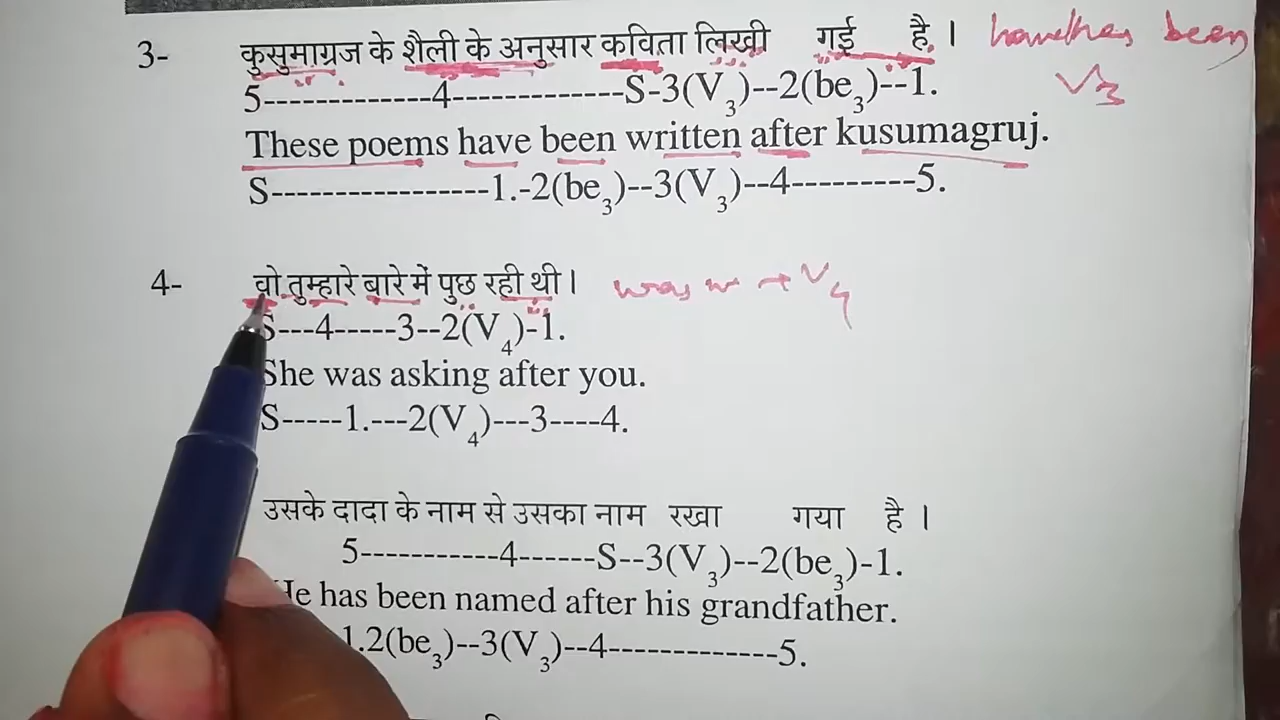 3- कुसुमाग्रज के शैली के अनुसार कविता लिखी गई है । have/has been
5-------------4--------------S-3(V3)--2(be3)--1. V3
These poems have been written after kusumagruj.
S-----------------1.-2(be3)--3(V3)--4---------5.
4- वो तुम्हारे बारे में पुछ रही थी । was
S---4-----3--2(V4)-1. V4
She was asking after you.
S-----1.---2(V4)---3----4.
उसके दादा के नाम से उसका नाम रखा गया है ।
5-----------4------S--3(V3)--2(be3)-1.
He has been named after his grandfather.
1.2(be3)--3(V3)--4-------------5.